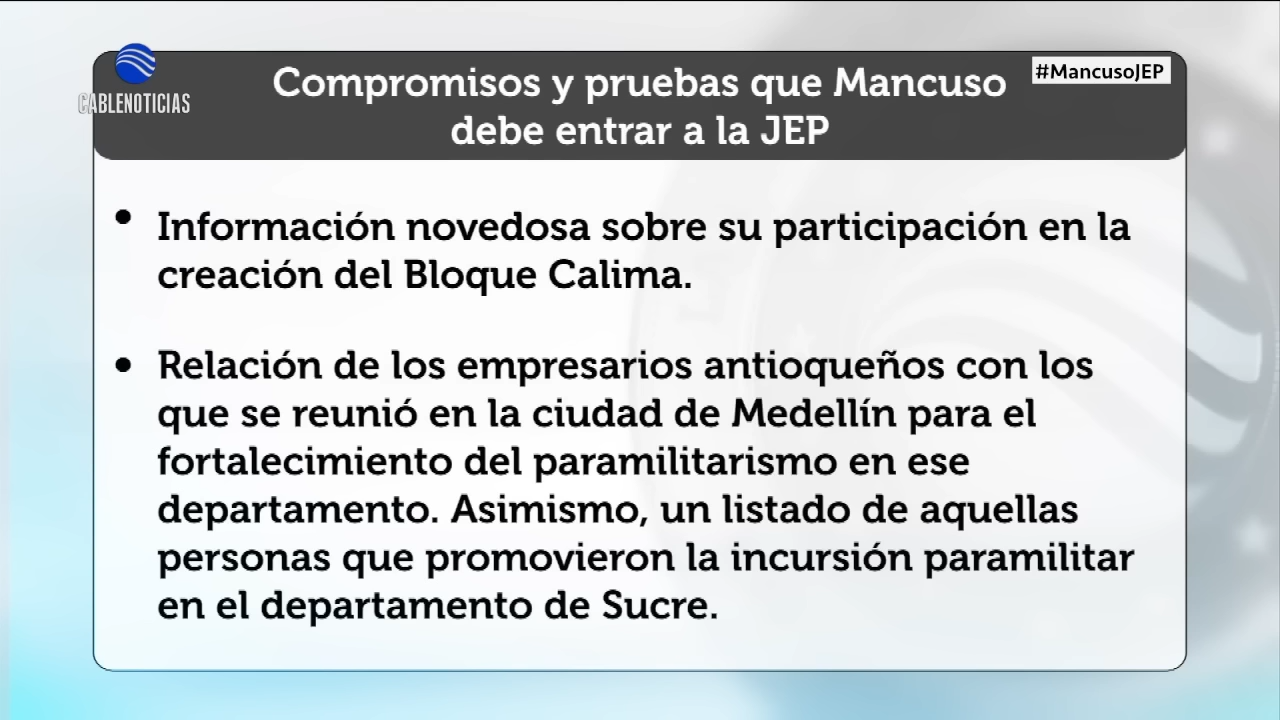 CABLENOTICIAS
Compromisos y pruebas que Mancuso
debe entrar a la JEP
#MancusoJEP
• Información novedosa sobre su participación en la
creación del Bloque Calima.
• Relación de los empresarios antioqueños con los
que se reunió en la ciudad de Medellín para el
fortalecimiento del paramilitarismo en ese
departamento. Asimismo, un listado de aquellas
personas que promovieron la incursión paramilitar
en el departamento de Sucre.